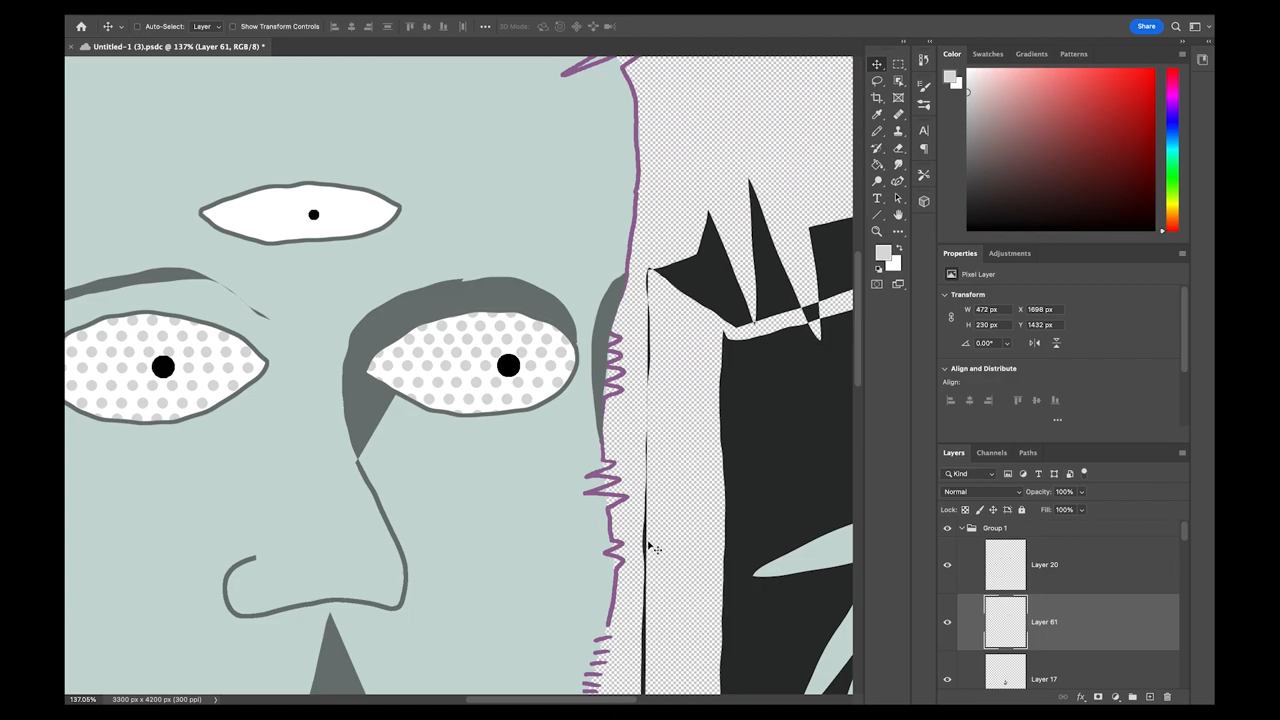 Auto-Select: Layer Show Transform Controls 3D Mode: Share
× Untitled-1 (3).psdc @ 137% (Layer 61, RGB/8) *
Color Swatches Gradients Patterns
Properties Adjustments
Pixel Layer
Transform
W 472 px X 1698 px
H 230 px Y 1432 px
0.00°
Align and Distribute
Align:
Layers Channels Paths
Kind
Normal Opacity: 100%
Lock: Fill: 100%
Group 1
Layer 20
Layer 61
Layer 17
137.05% 3300 px x 4200 px (300 ppi)